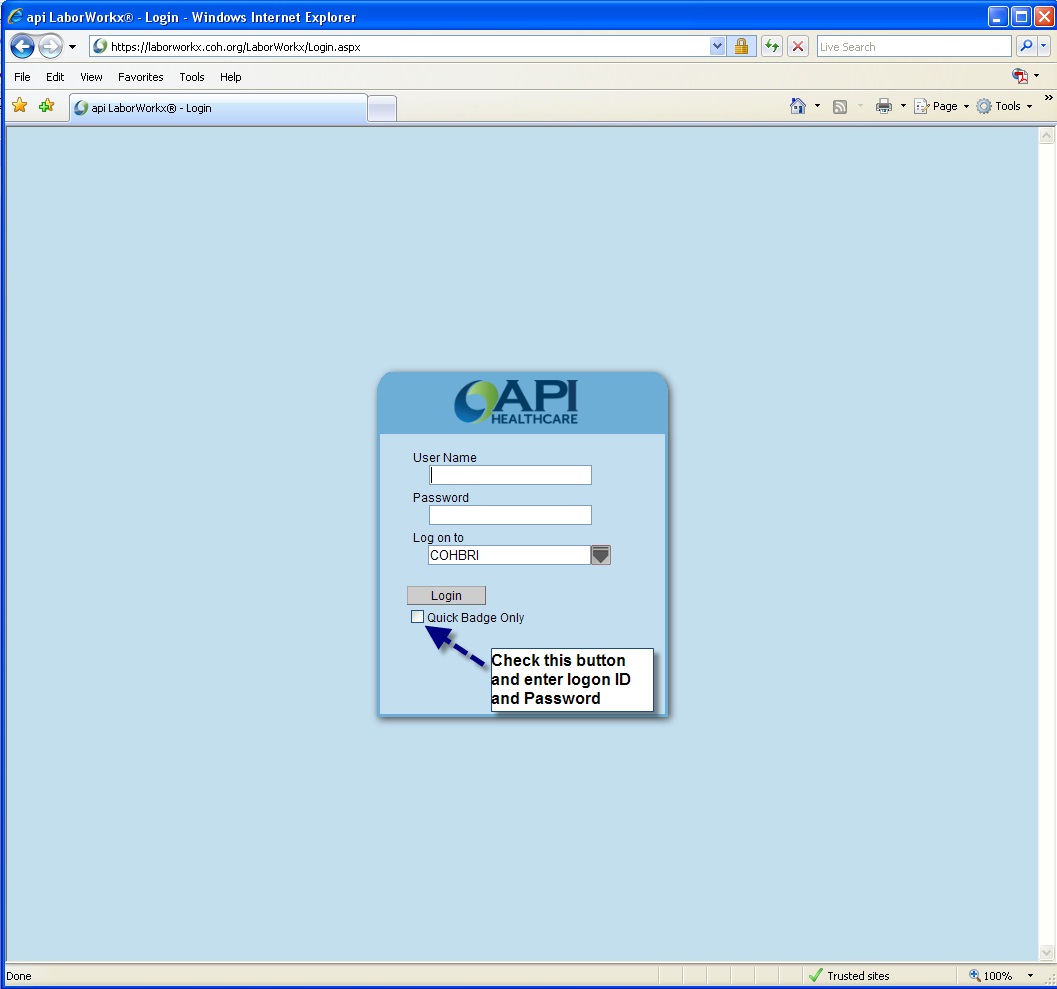 api LaborWorkx® - Login - Windows Internet Explorer
https://laborworkx.coh.org/LaborWorkx/Login.aspx
Live Search
File Edit View Favorites Tools Help
api LaborWorkx® - Login
Page Tools
API
HEALTHCARE
User Name
Password
Log on to
COHBRI
Login
Quick Badge Only
Check this button
and enter logon ID
and Password
Done Trusted sites 100%